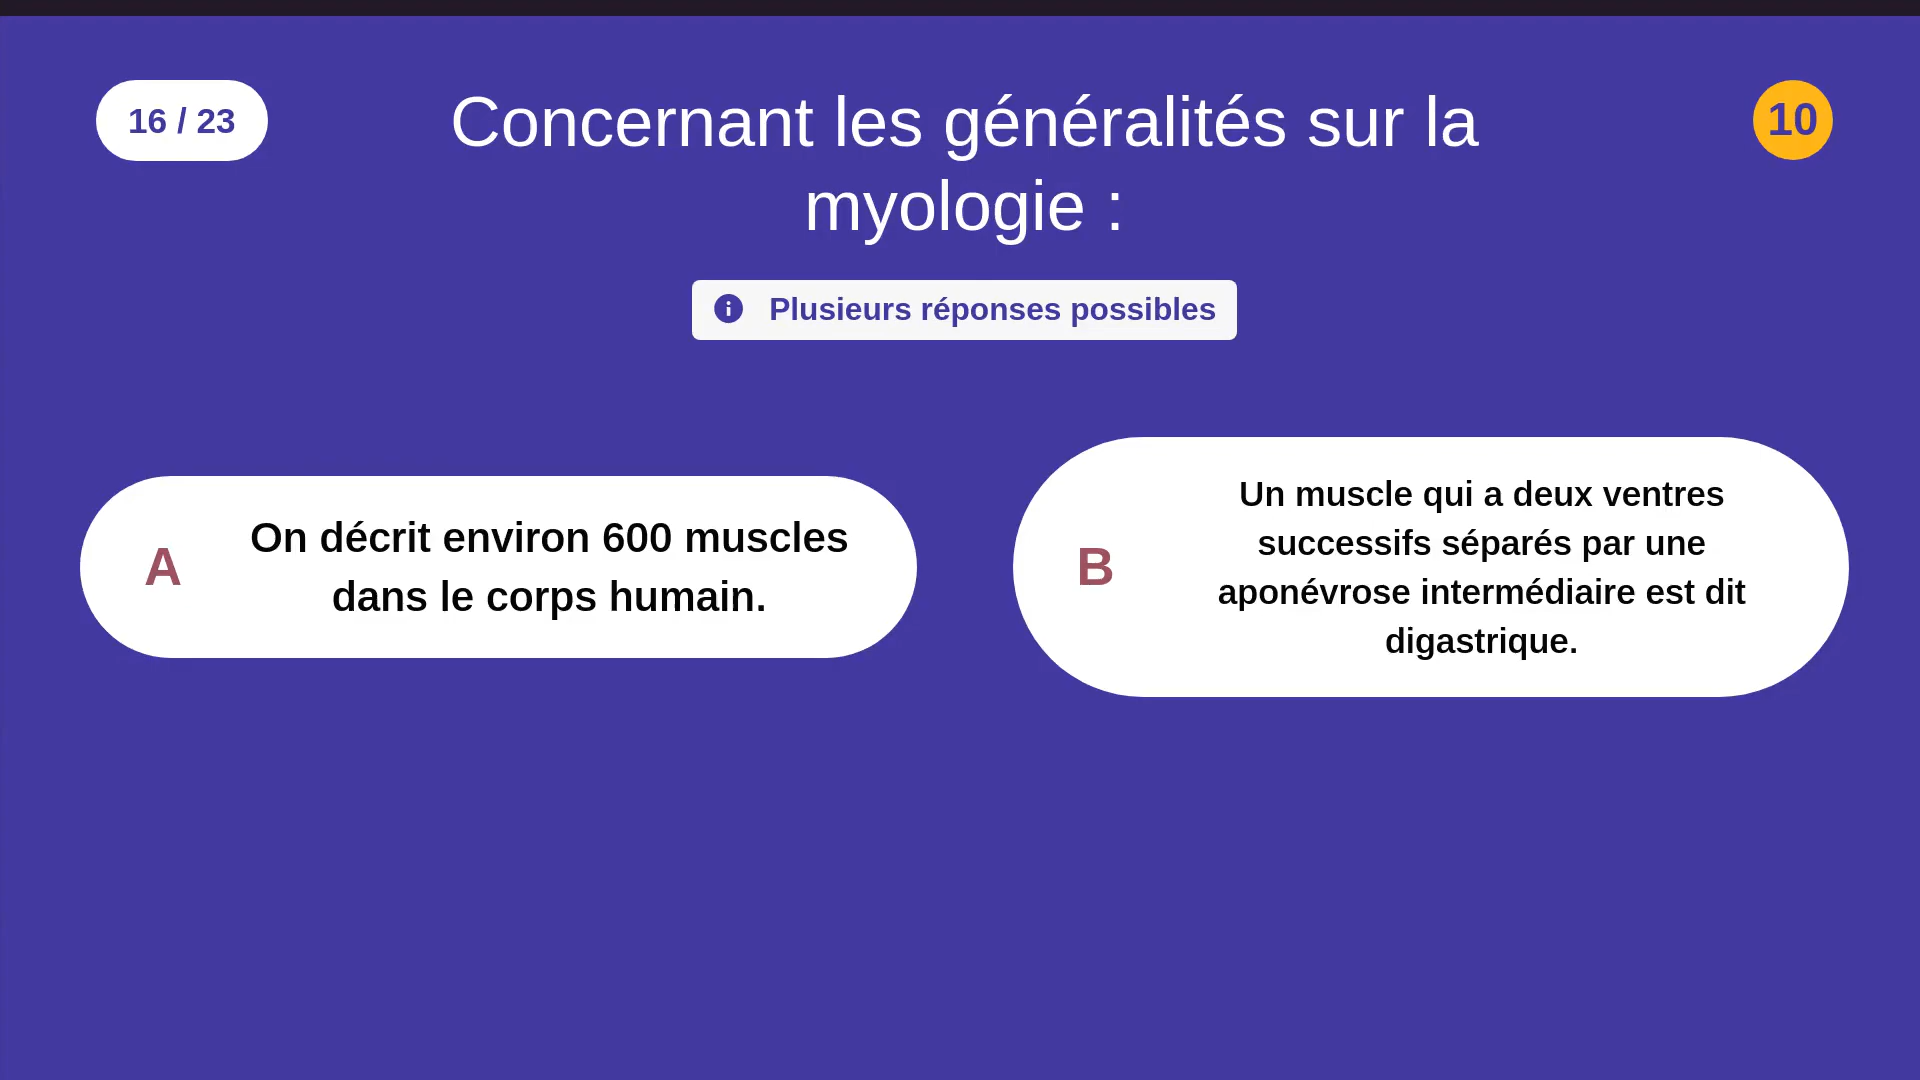 16 / 23
Concernant les généralités sur la
myologie :
10
Plusieurs réponses possibles
A
On décrit environ 600 muscles
dans le corps humain.
B
Un muscle qui a deux ventres
successifs séparés par une
aponévrose intermédiaire est dit
digastrique.